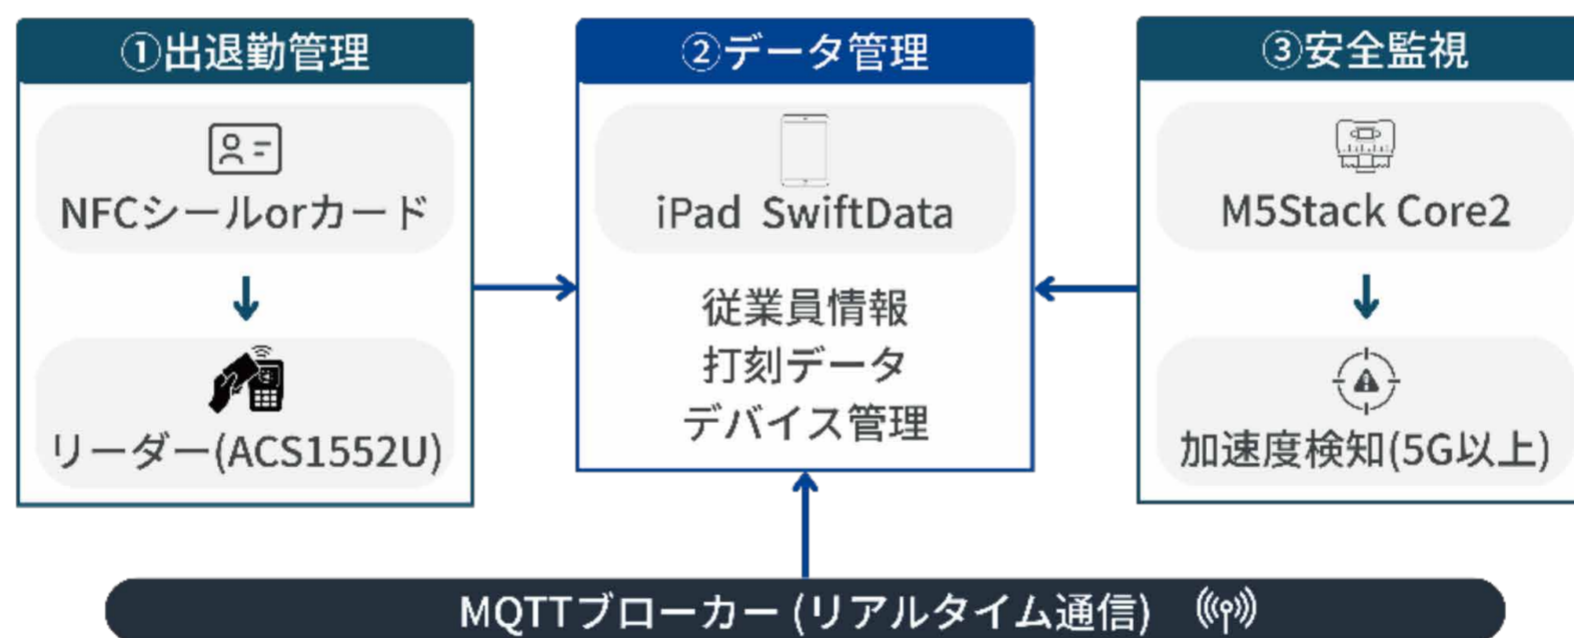 ①出退勤管理
NFCシールorカード
リーダー(ACS1552U)
②データ管理
iPad SwiftData
従業員情報
打刻データ
デバイス管理
③安全監視
M5Stack Core2
加速度検知(5G以上)
MQTTブローカー (リアルタイム通信)